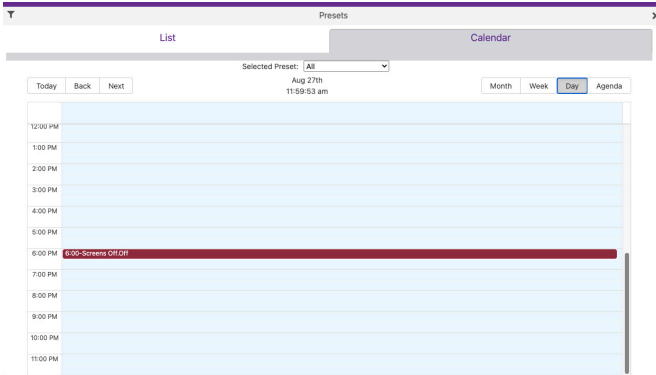 Presets
x
List Calendar
Selected Preset: All
Today Back Next
Aug 27th
11:59:53 am
Month Week Day Agenda
12:00 PM
1:00 PM
2:00 PM
3:00 PM
4:00 PM
5:00 PM
6:00 PM 6:00-Screens Off.Off
7:00 PM
8:00 PM
9:00 PM
10:00 PM
11:00 PM